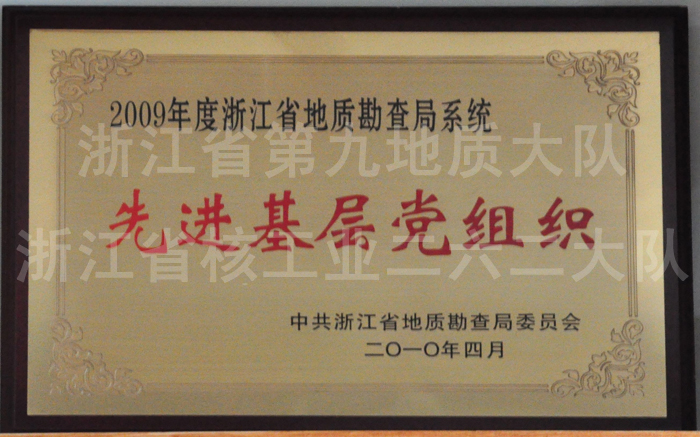 2009年度浙江省地质勘查局系统
浙江省第九地质大队
先进基层党组织
浙江省核工业二六二大队
中共浙江省地质勘查局委员会
二〇一〇年四月